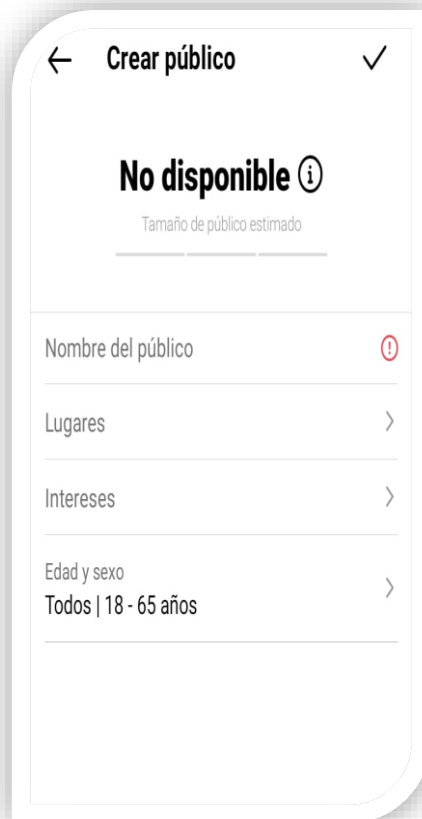 Crear público
No disponible
Tamaño de público estimado
Nombre del público
Lugares
Intereses
Edad y sexo
Todos | 18 - 65 años